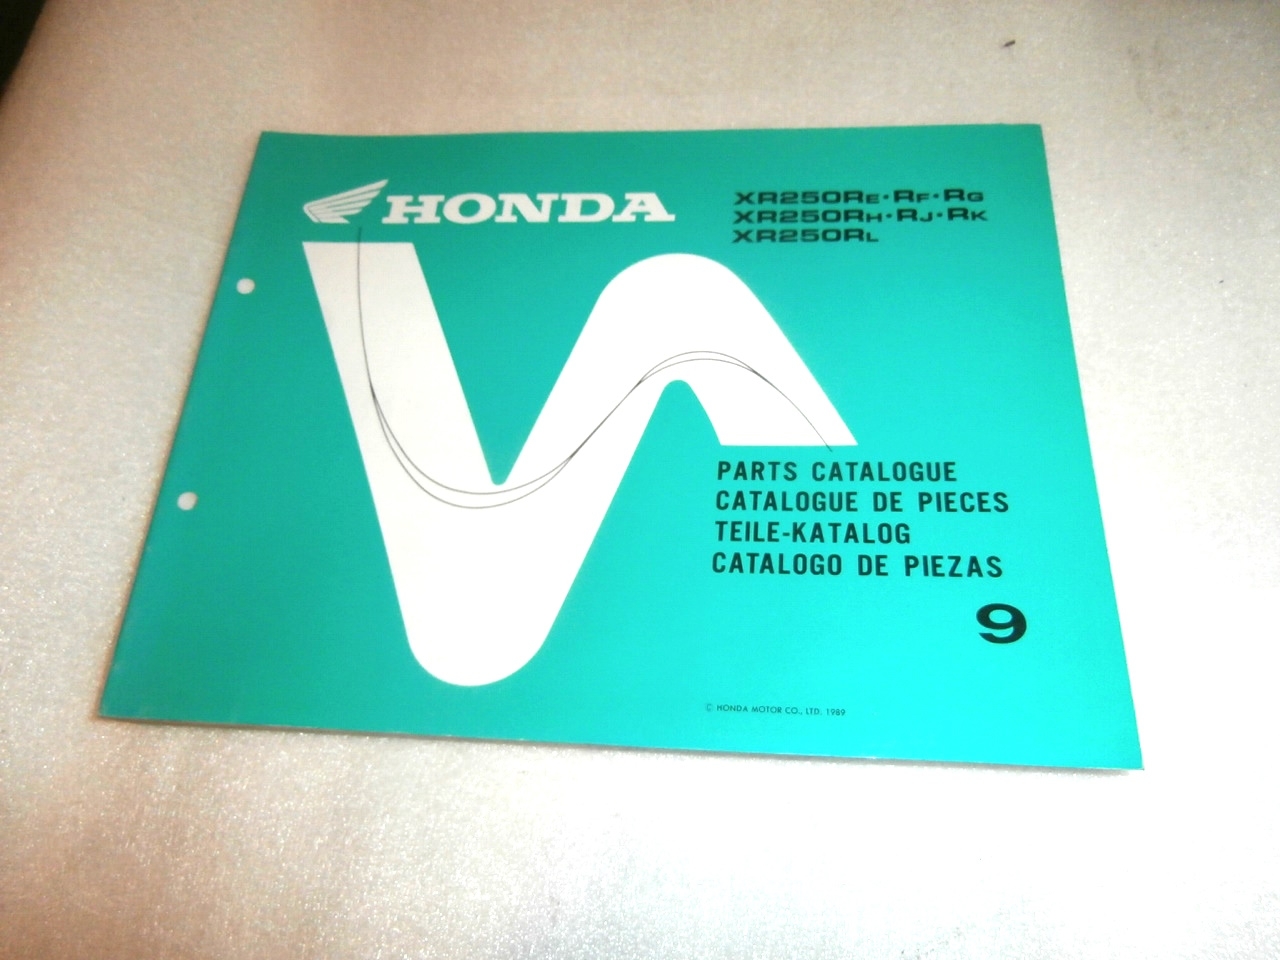 HONDA
XR250RE·RF·RG
XR250RH·RJ·RK
XR250RL
PARTS CATALOGUE
CATALOGUE DE PIECES
TEILE-KATALOG
CATALOGO DE PIEZAS
9
© HONDA MOTOR CO., LTD. 1989